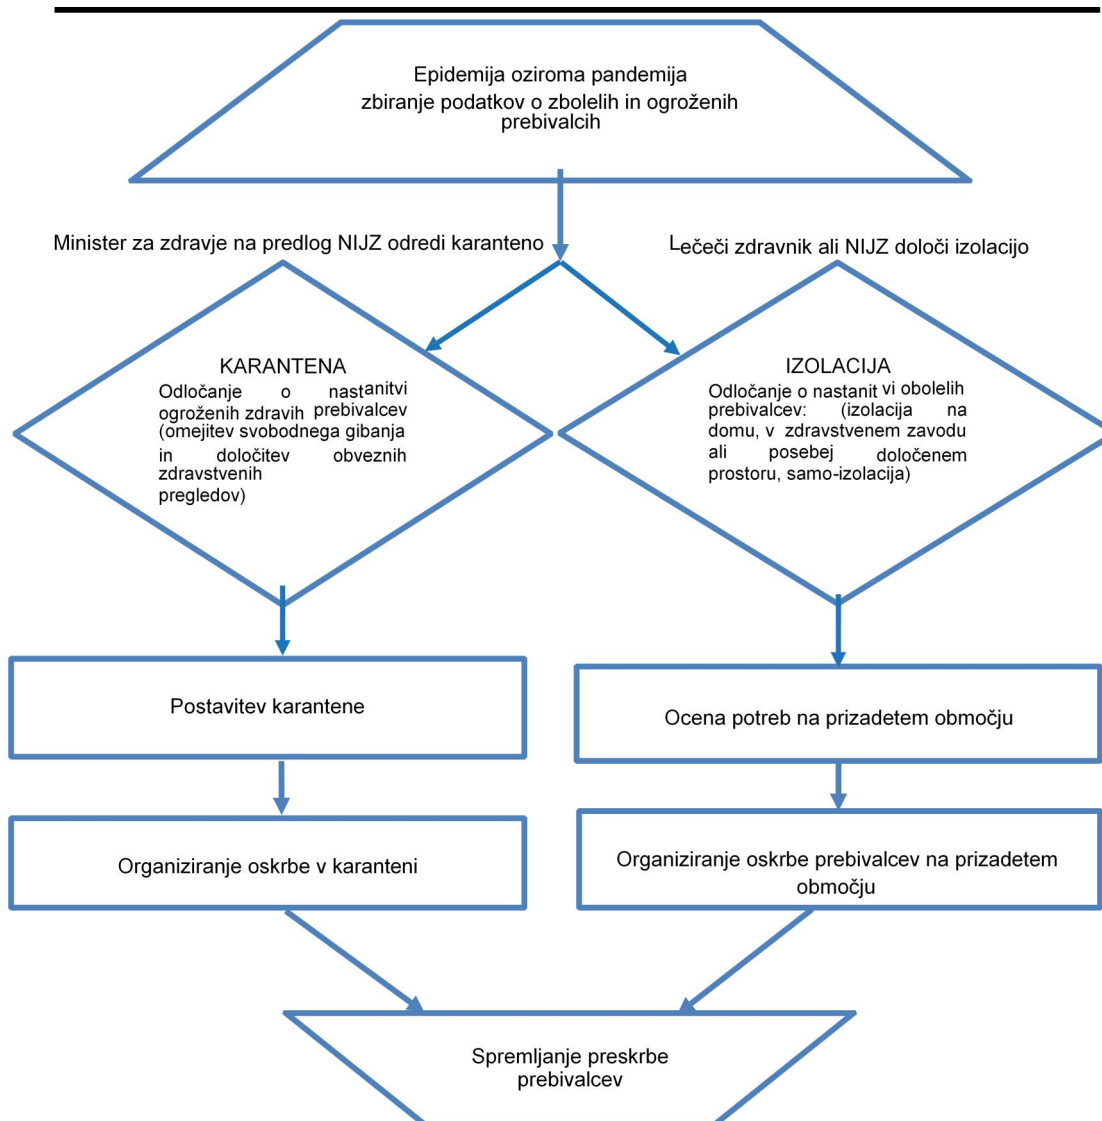 Epidemija oziroma pandemija
zbiranje podatkov o zbolelih in ogroženih
prebivalcih
Minister za zdravje na predlog NIJZ odredi karanteno
Lečeči zdravnik ali NIJZ določi izolacijo
KARANTENA
Odločanje o nastanitvi
ogroženih zdravih prebivalcev
(omejitev svobodnega gibanja
in določitev obveznih
zdravstvenih
pregledov)
IZOLACIJA
Odločanje o nastanit vi obolelih
prebivalcev: (izolacija na
domu, v zdravstvenem zavodu
ali posebej določenem
prostoru, samo-izolacija)
Postavitev karantene
Ocena potreb na prizadetem območju
Organiziranje oskrbe v karanteni
Organiziranje oskrbe prebivalcev na prizadetem
območju
Spremljanje preskrbe
prebivalcev